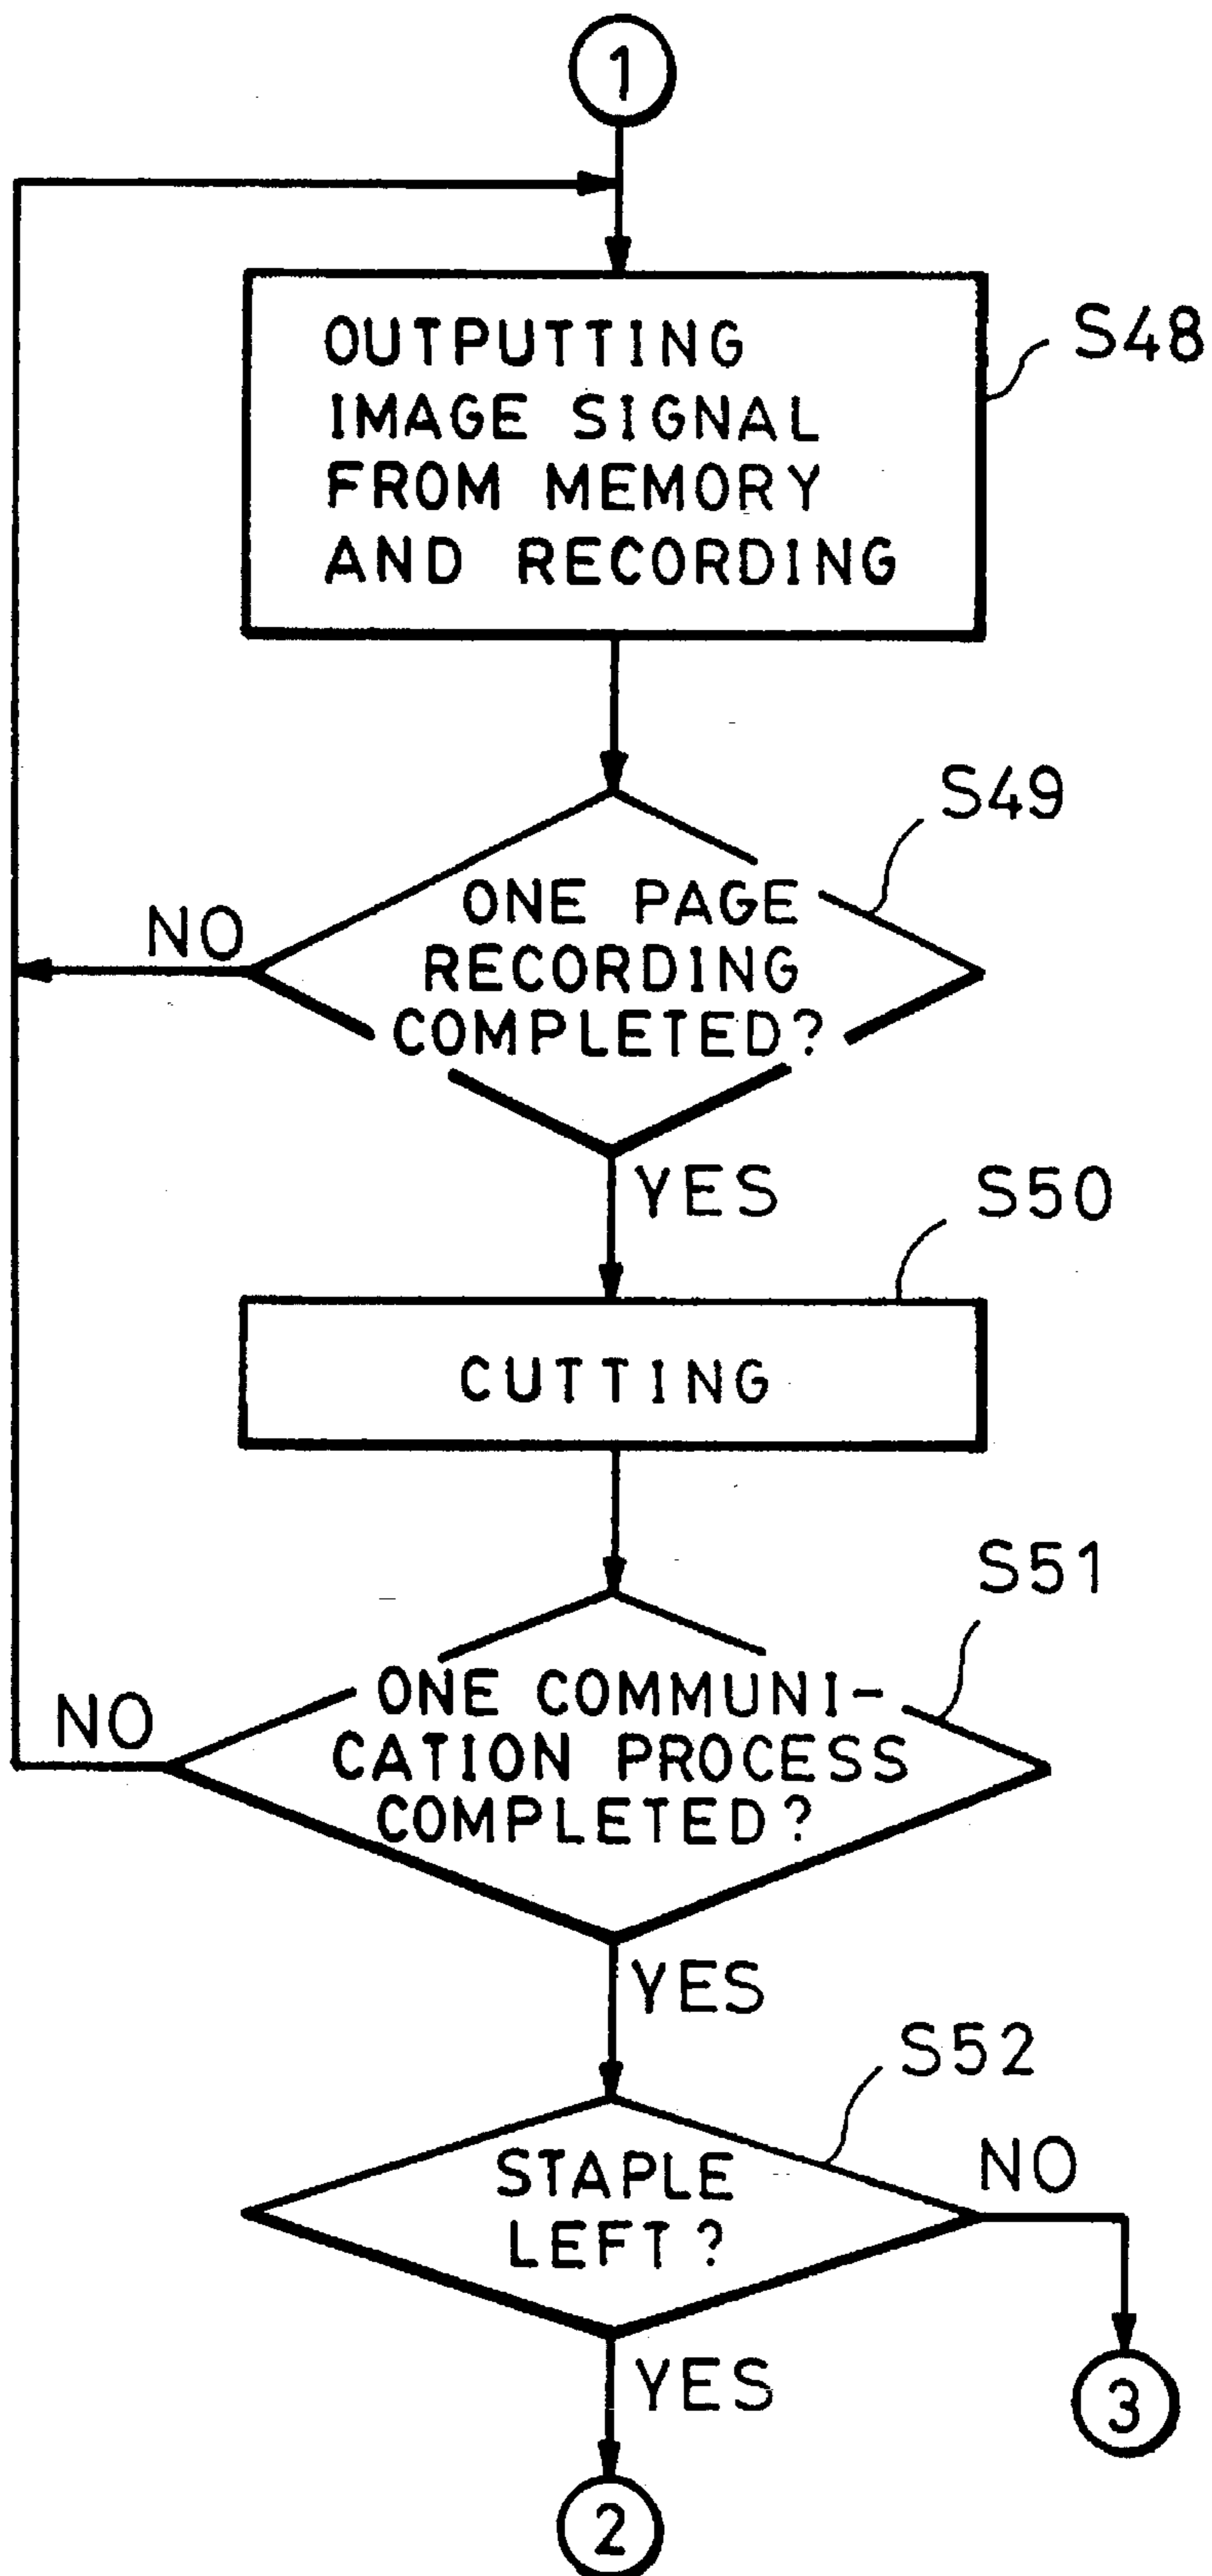 1
OUTPUTTING
IMAGE SIGNAL
FROM MEMORY
AND RECORDING
S48
S49
ONE PAGE
RECORDING
COMPLETED?
NO
YES
S50
CUTTING
S51
ONE COMMUNI-
CATION PROCESS
COMPLETED?
NO
YES
S52
STAPLE
LEFT?
NO
YES
3
2